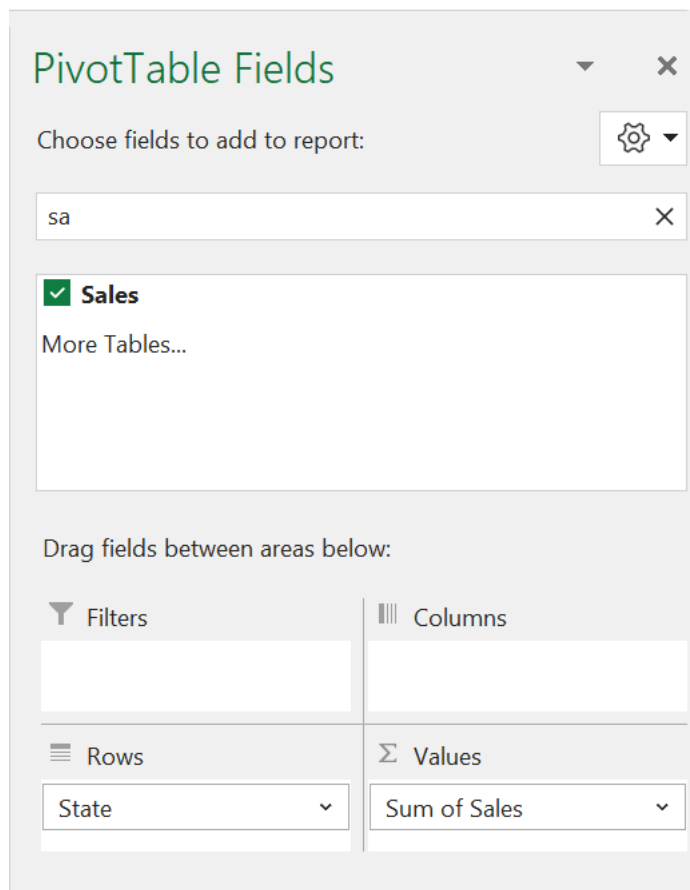 PivotTable Fields
Choose fields to add to report:
sa
Sales
More Tables...
Drag fields between areas below:
Filters
Columns
Rows
Σ Values
State
Sum of Sales